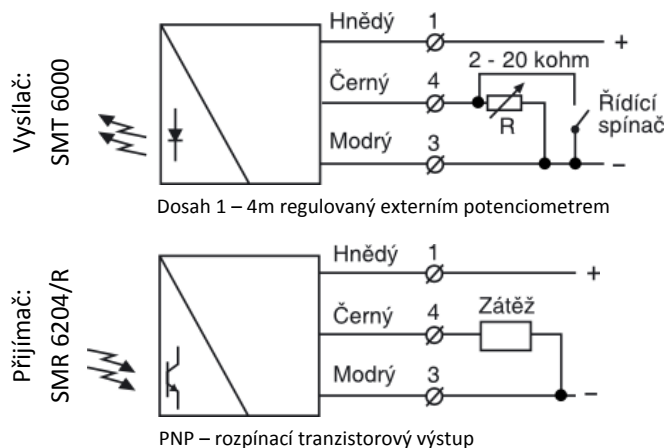 Vysílač:
SMT 6000
Hnědý 1
+
2 - 20 kohm
Černý 4
R
Řídící
spínač
Modrý 3
–
Dosah 1 – 4m regulovaný externím potenciometrem
Přijímač:
SMR 6204/R
Hnědý 1
+
Černý 4
Zátěž
Modrý 3
–
PNP – rozpínací tranzistorový výstup